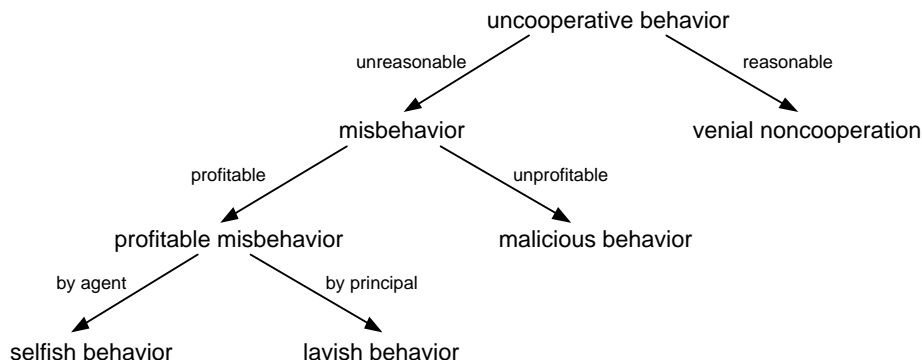 uncooperative behavior
unreasonable
reasonable
misbehavior
venial noncooperation
profitable
unprofitable
profitable misbehavior
malicious behavior
by agent
by principal
selfish behavior
lavish behavior